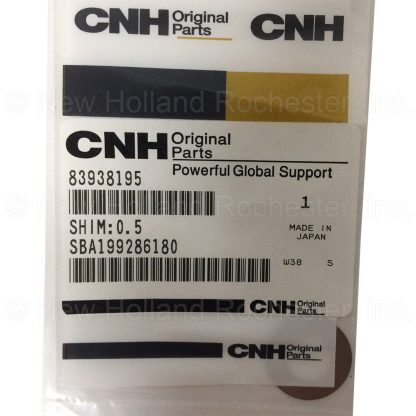 CNH Original Parts CNH
© New Holland Rochester, Inc.
CNH Original Parts
Powerful Global Support
83938195
1
SHIM:0.5
MADE IN
JAPAN
SBA199286180
W38 S
© New Holland Rochester, Inc.
CNH Original Parts
CNH Original Parts